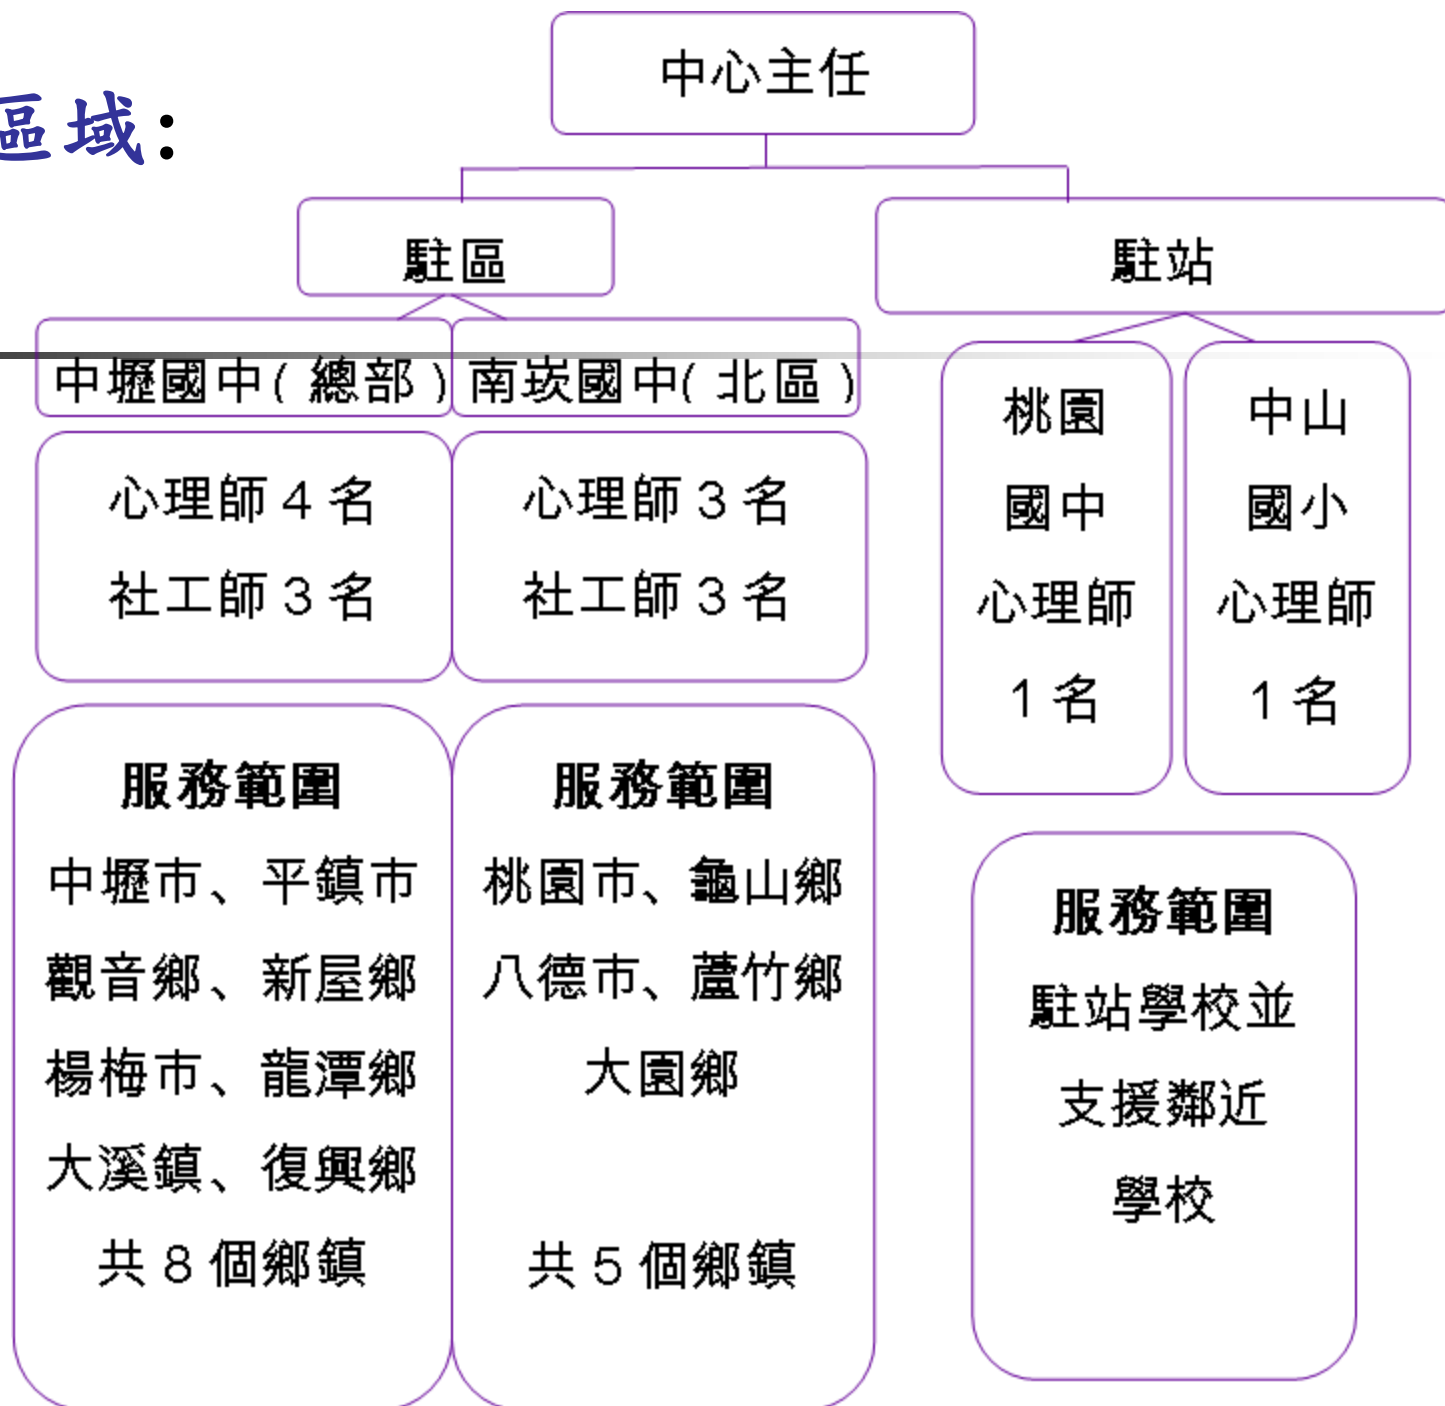 區域:
中心主任
駐區
駐站
中壢國中(總部)
南崁國中(北區)
心理師4名
社工師3名
心理師3名
社工師3名
桃園
國中
心理師
1名
中山
國小
心理師
1名
服務範圍
中壢市、平鎮市
觀音鄉、新屋鄉
楊梅市、龍潭鄉
大溪鎮、復興鄉
共8個鄉鎮
服務範圍
桃園市、龜山鄉
八德市、蘆竹鄉
大園鄉
共5個鄉鎮
服務範圍
駐站學校並
支援鄰近
學校